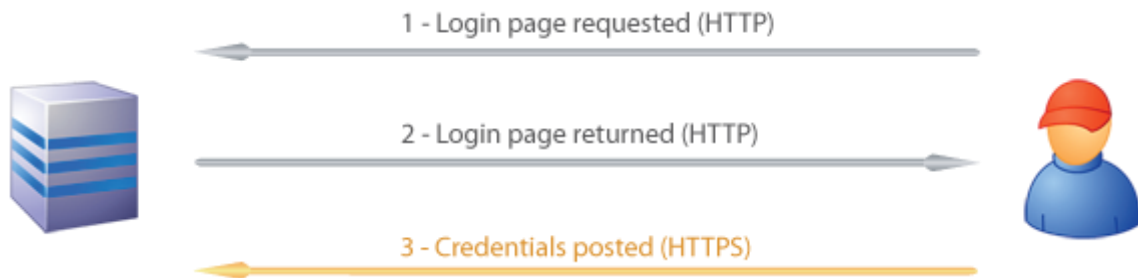 1 - Login page requested (HTTP)
2 - Login page returned (HTTP)
3 - Credentials posted (HTTPS)